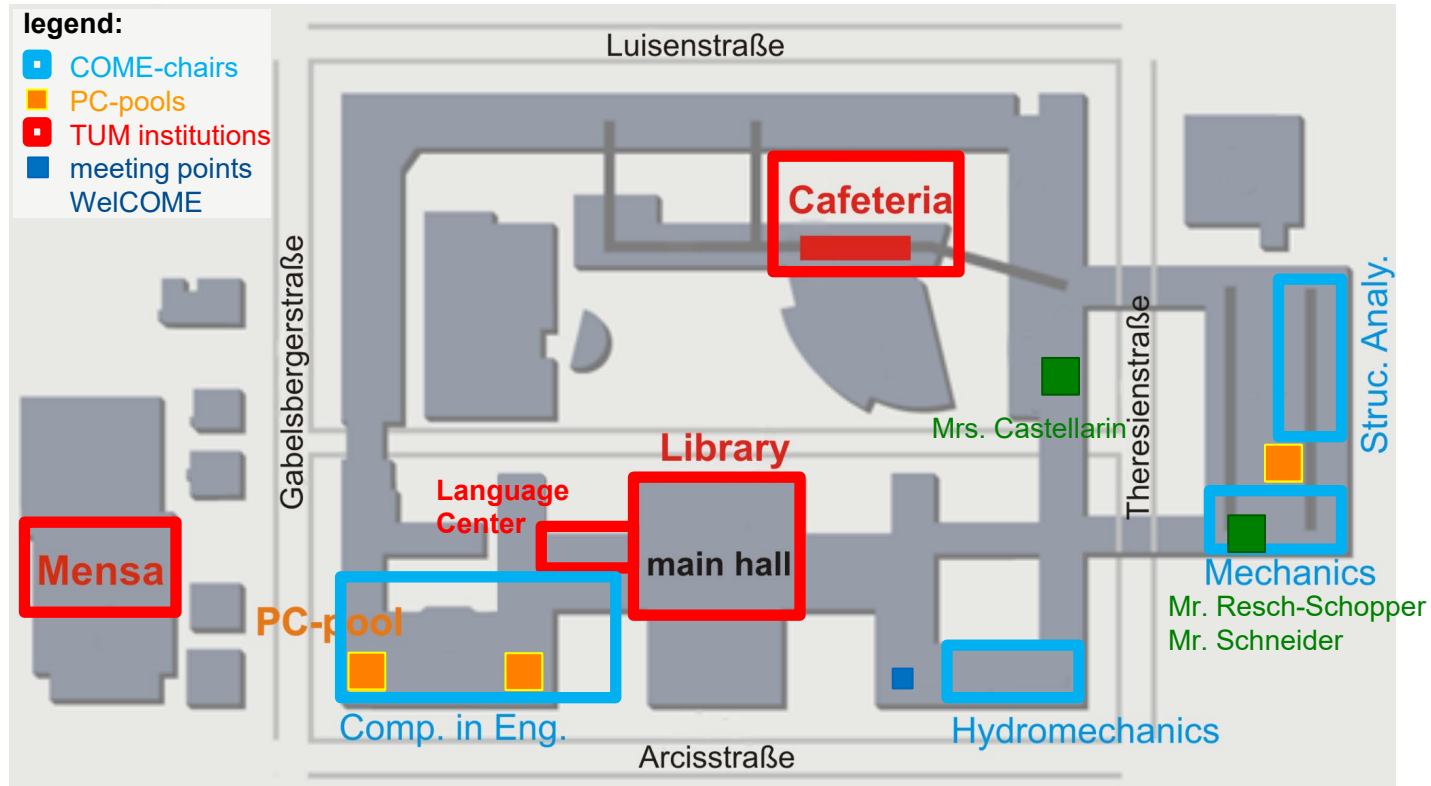 legend:
COME-chairs
PC-pools
TUM institutions
meeting points
WelCOME
Luisenstraße
Cafeteria
Gabelsbergerstraße
Theresienstraße
Struc. Analy.
Mrs. Castellarin
Library
Language
Center
main hall
Mensa
Mechanics
Mr. Resch-Schopper
Mr. Schneider
PC-pool
Comp. in Eng.
Hydromechanics
Arcisstraße